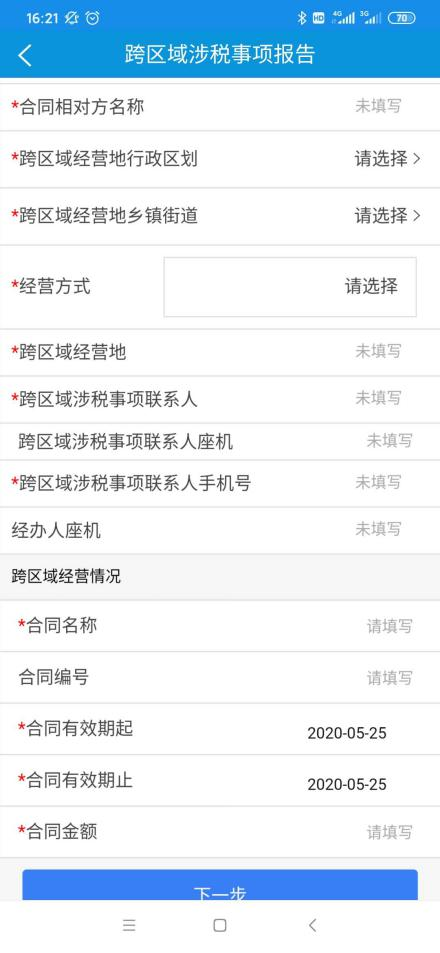 16:21 HD 4G 3G 70
跨区域涉税事项报告
*合同相对方名称 未填写
*跨区域经营地行政区划 请选择
*跨区域经营地乡镇街道 请选择
*经营方式 请选择
*跨区域经营地 未填写
*跨区域涉税事项联系人 未填写
跨区域涉税事项联系人座机 未填写
*跨区域涉税事项联系人手机号 未填写
经办人座机 未填写
跨区域经营情况
*合同名称 请填写
合同编号 请填写
*合同有效期起 2020-05-25
*合同有效期止 2020-05-25
*合同金额 请填写
下一步